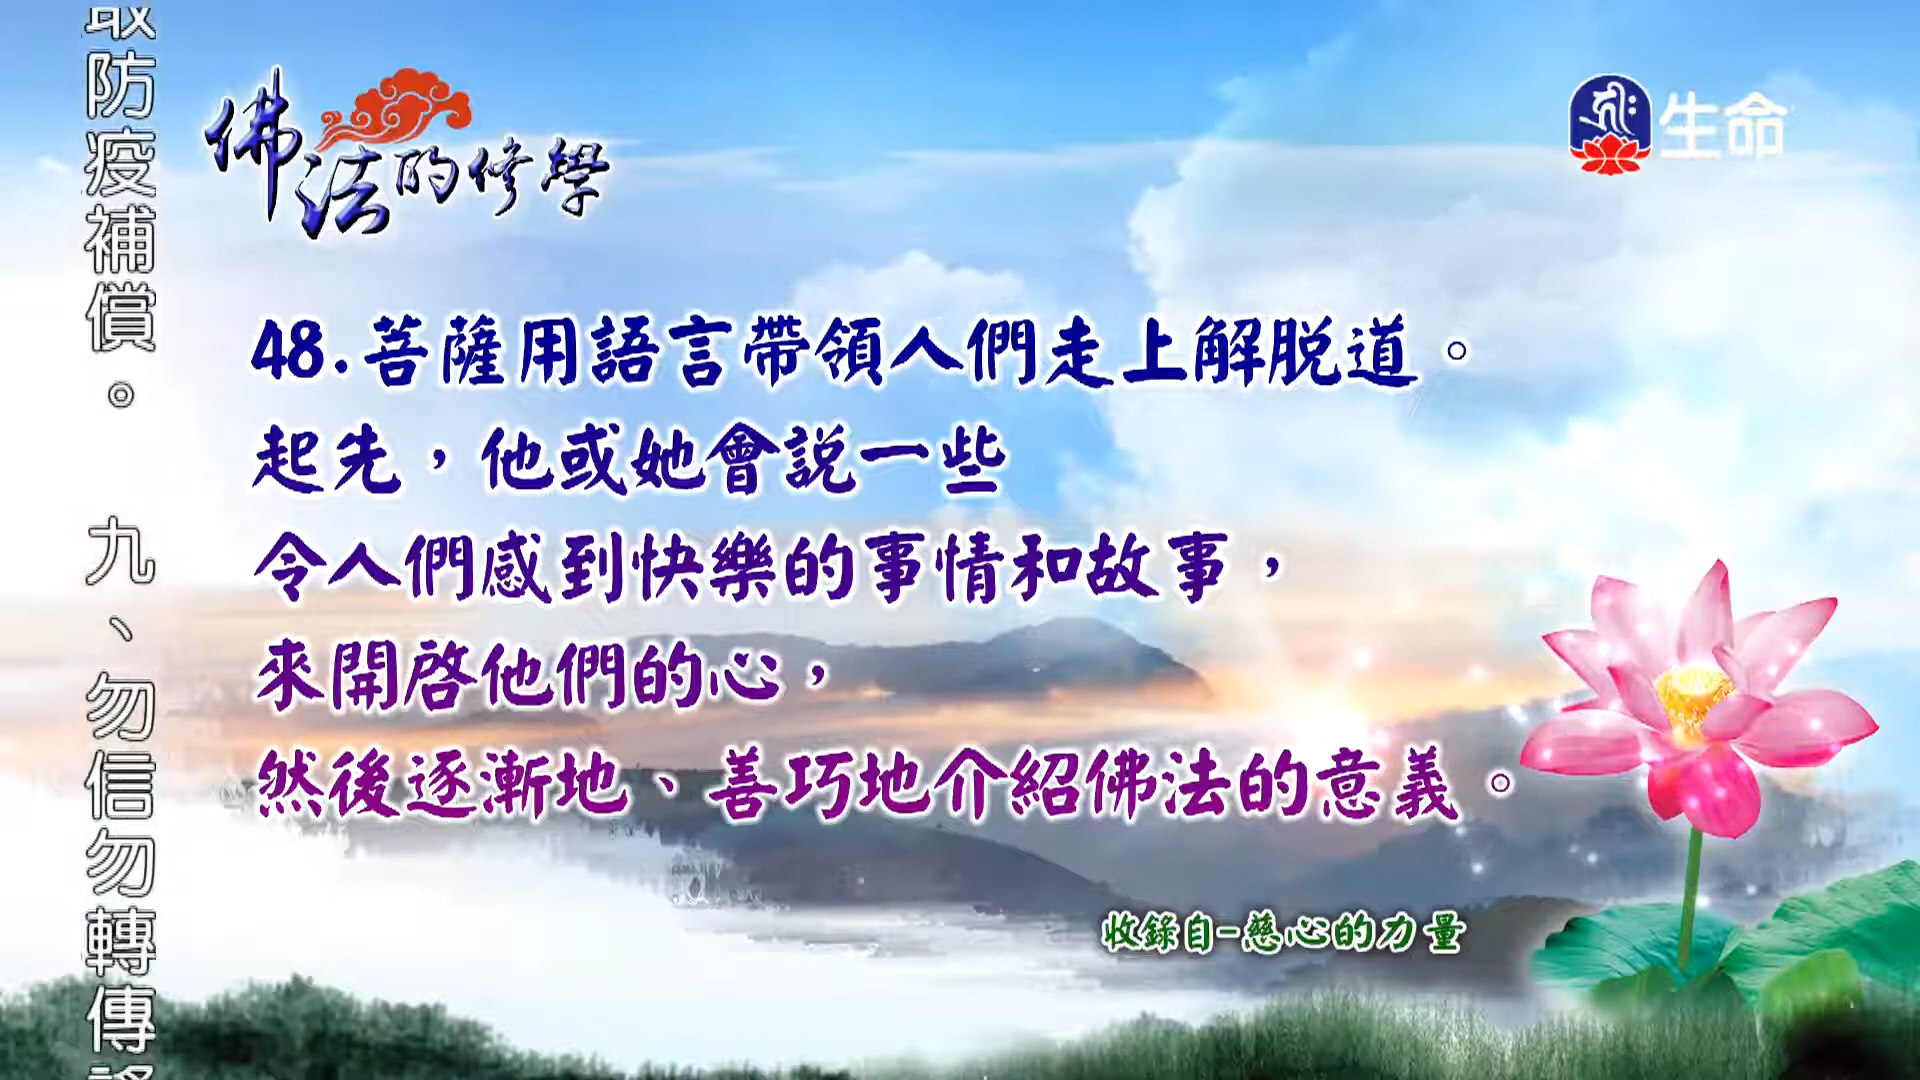 佛法的修學
生命
48.菩薩用語言帶領人們走上解脫道。
起先，他或她會說一些
令人們感到快樂的事情和故事，
來開啓他們的心，
然後逐漸地、善巧地介紹佛法的意義。
收錄自-慈心的力量
防疫補償。 九、勿信勿轉傳